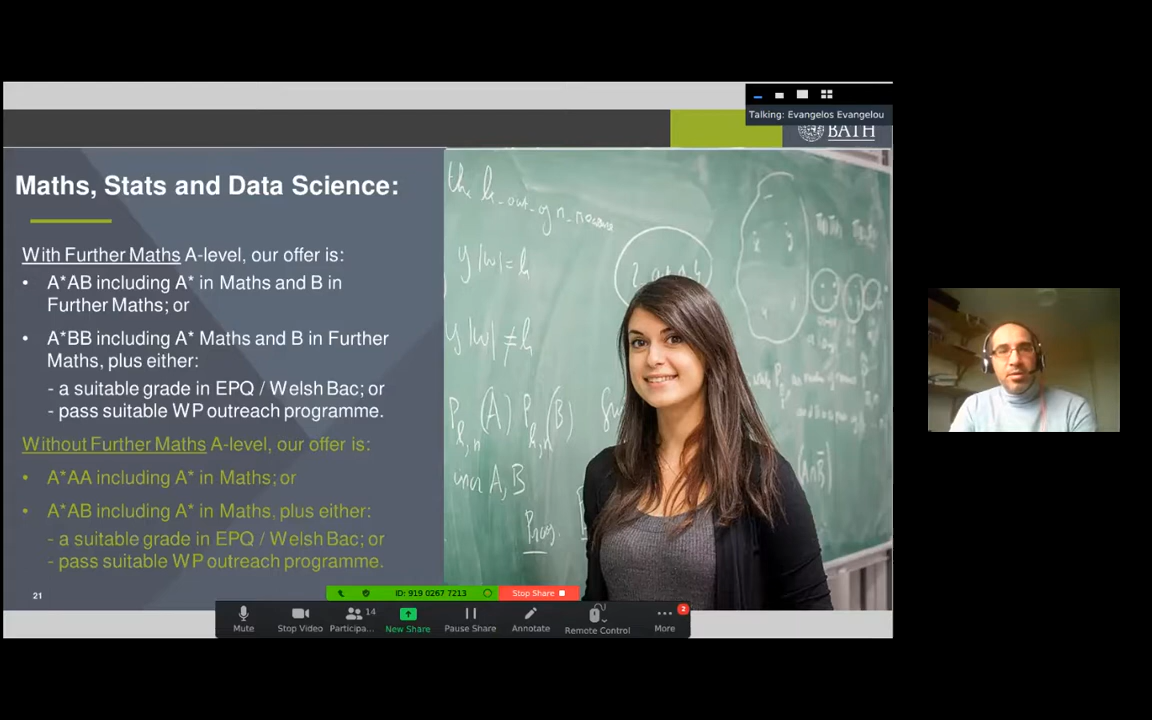 Talking: Evangelos Evangelou
BATH
Maths, Stats and Data Science:
With Further Maths A-level, our offer is:
• A*AB including A* in Maths and B in
Further Maths; or
• A*BB including A* Maths and B in Further
Maths, plus either:
- a suitable grade in EPQ / Welsh Bac; or
- pass suitable WP outreach programme.
Without Further Maths A-level, our offer is:
• A*AA including A* in Maths; or
• A*AB including A* in Maths, plus either:
- a suitable grade in EPQ / Welsh Bac; or
- pass suitable WP outreach programme.
21
the k-out-of-n
y|w|=k
y|w|≠k
A, B
ID: 919 0267 7213
Stop Share
Mute
Stop Video
Participa...
14
New Share
Pause Share
Annotate
Remote Control
More
2